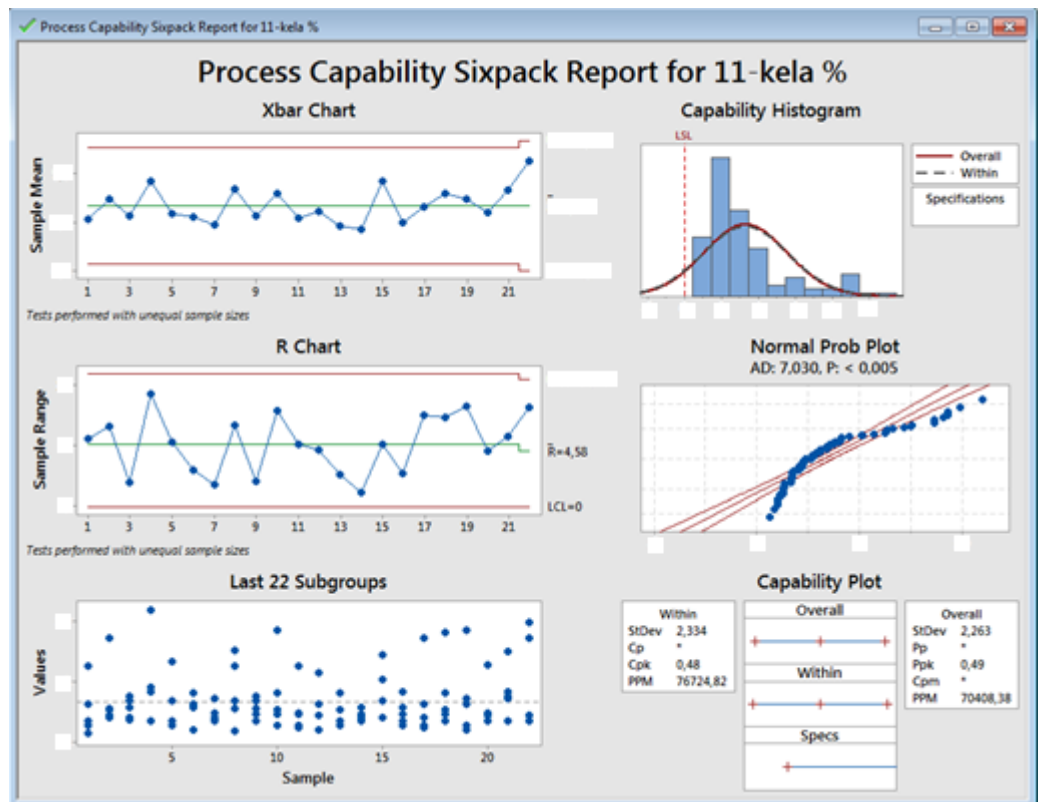 Process Capability Sixpack Report for 11-kela %
Process Capability Sixpack Report for 11-kela %
Xbar Chart
Sample Mean
1 3 5 7 9 11 13 15 17 19 21
Tests performed with unequal sample sizes
Capability Histogram
LSL
Overall
Within
Specifications
R Chart
Sample Range
R̄=4,58
LCL=0
1 3 5 7 9 11 13 15 17 19 21
Tests performed with unequal sample sizes
Normal Prob Plot
AD: 7,030, P: < 0,005
Last 22 Subgroups
Values
5 10 15 20
Sample
Capability Plot
Within
StDev 2,334
Cp *
Cpk 0,48
PPM 76724,82
Overall
Within
Specs
Overall
StDev 2,263
Pp *
Ppk 0,49
Cpm *
PPM 70408,38